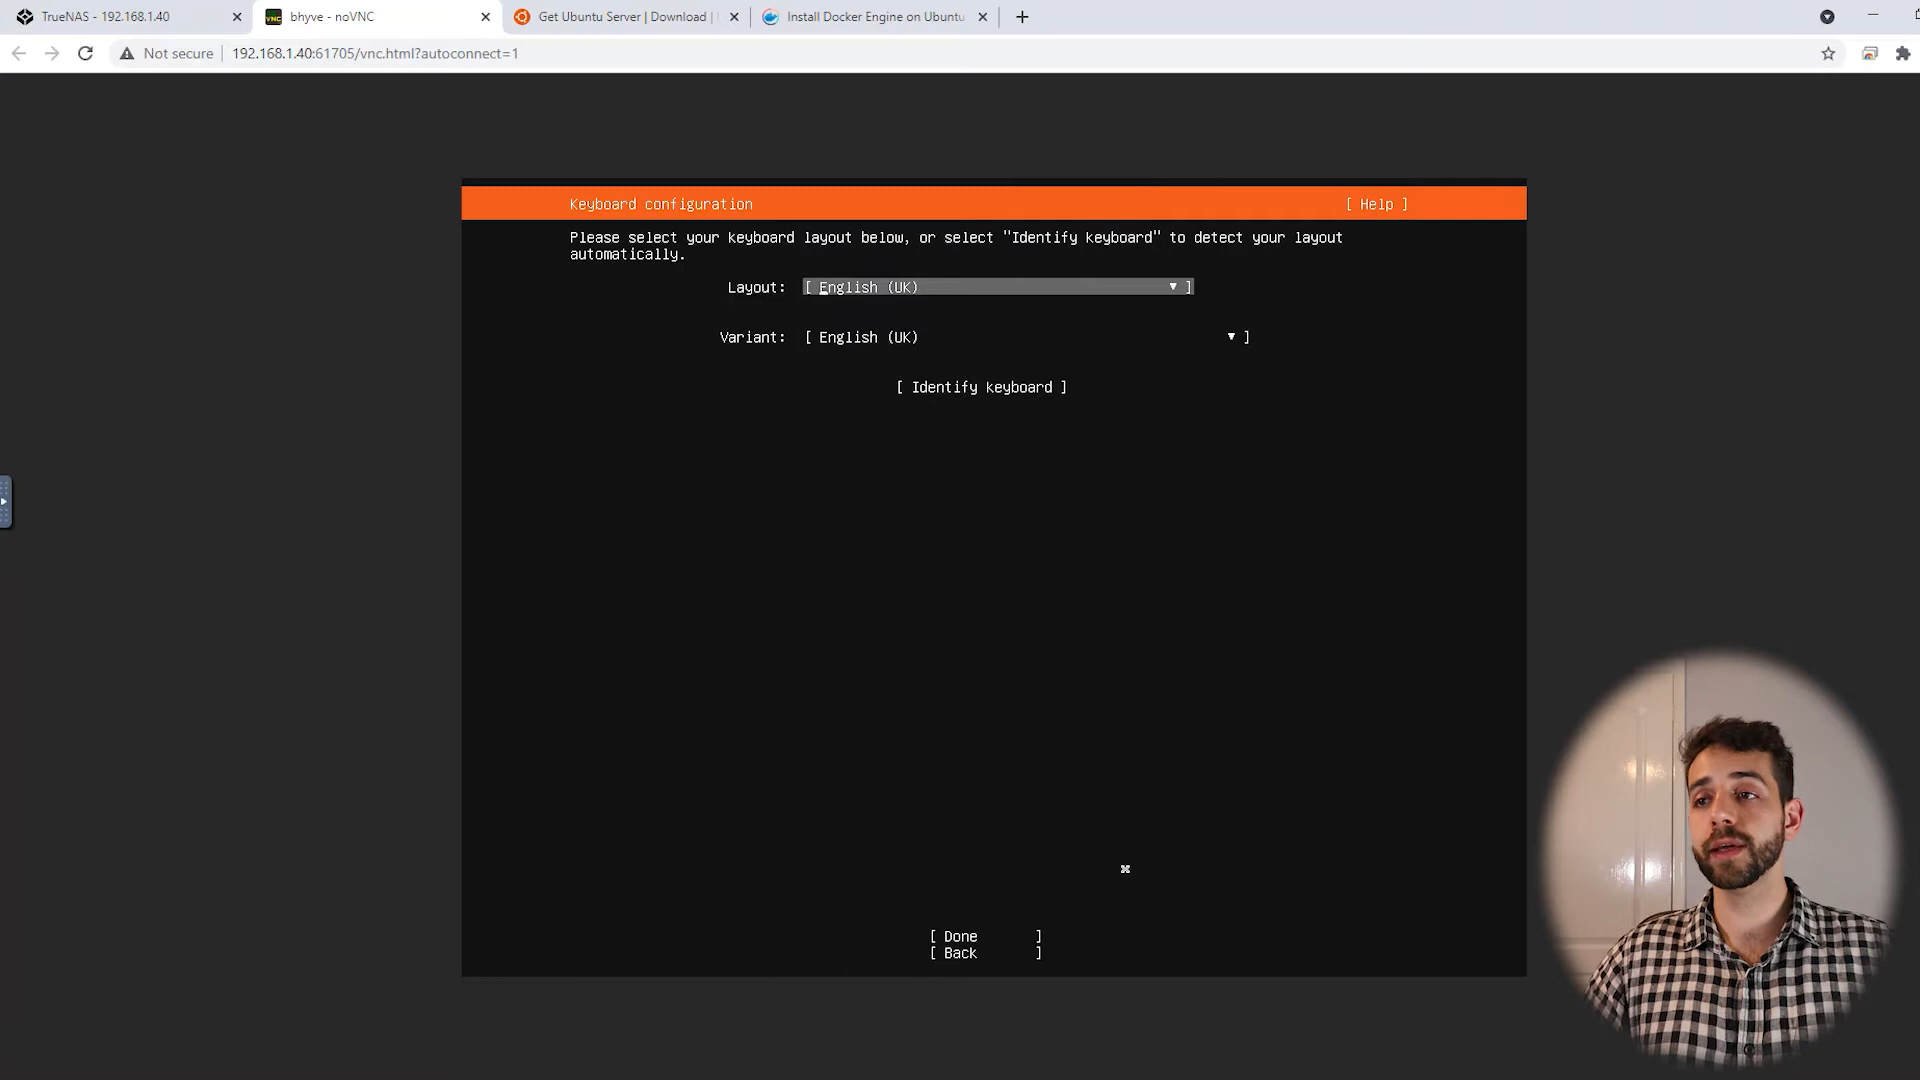 TrueNAS - 192.168.1.40
bhyve - noVNC
Get Ubuntu Server | Download |
Install Docker Engine on Ubuntu
Not secure
192.168.1.40:61705/vnc.html?autoconnect=1
Keyboard configuration [ Help ]
Please select your keyboard layout below, or select "Identify keyboard" to detect your layout
automatically.
Layout: [ English (UK) ▼ ]
Variant: [ English (UK) ▼ ]
[ Identify keyboard ]
[ Done ]
[ Back ]